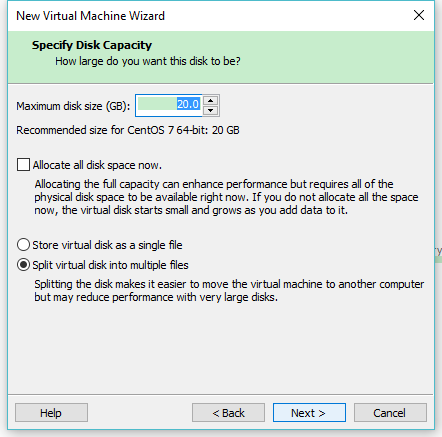 New Virtual Machine Wizard
Specify Disk Capacity
How large do you want this disk to be?
Maximum disk size (GB): 20.0
Recommended size for CentOS 7 64-bit: 20 GB
Allocate all disk space now.
Allocating the full capacity can enhance performance but requires all of the
physical disk space to be available right now. If you do not allocate all the space
now, the virtual disk starts small and grows as you add data to it.
Store virtual disk as a single file
Split virtual disk into multiple files
Splitting the disk makes it easier to move the virtual machine to another computer
but may reduce performance with very large disks.
Help < Back Next > Cancel